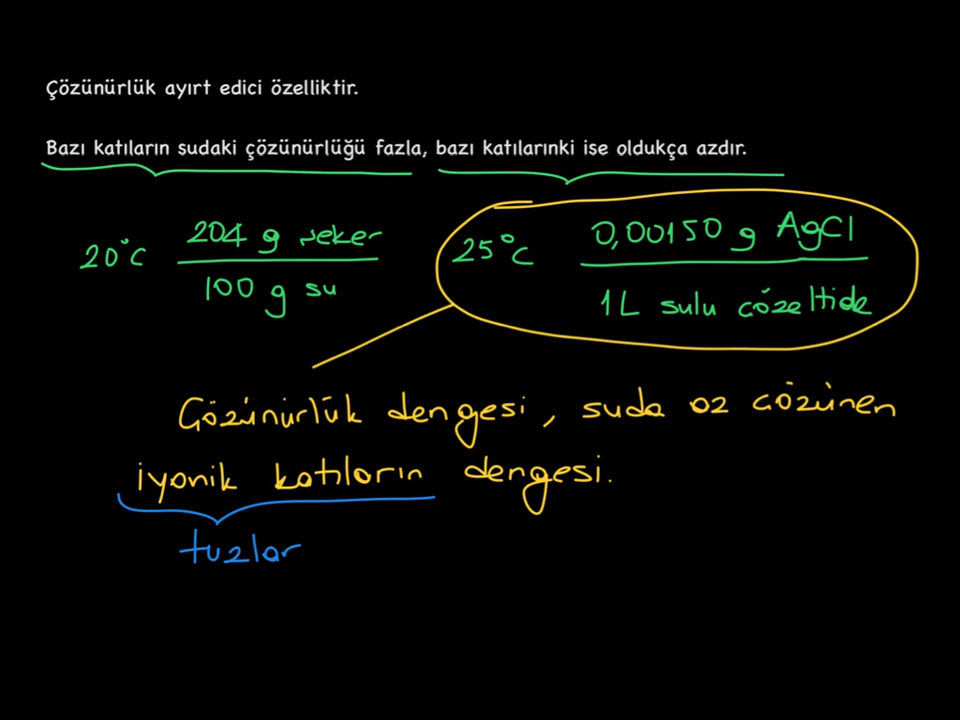 Çözünürlük ayırt edici özelliktir.
Bazı katıların sudaki çözünürlüğü fazla, bazı katılarınki ise oldukça azdır.
20°C 204 g şeker 25°C 0,00150 g AgCl
100 g su 1L sulu çözeltide
Çözünürlük dengesi, suda az çözünen
iyonik katıların dengesi.
tuzlar